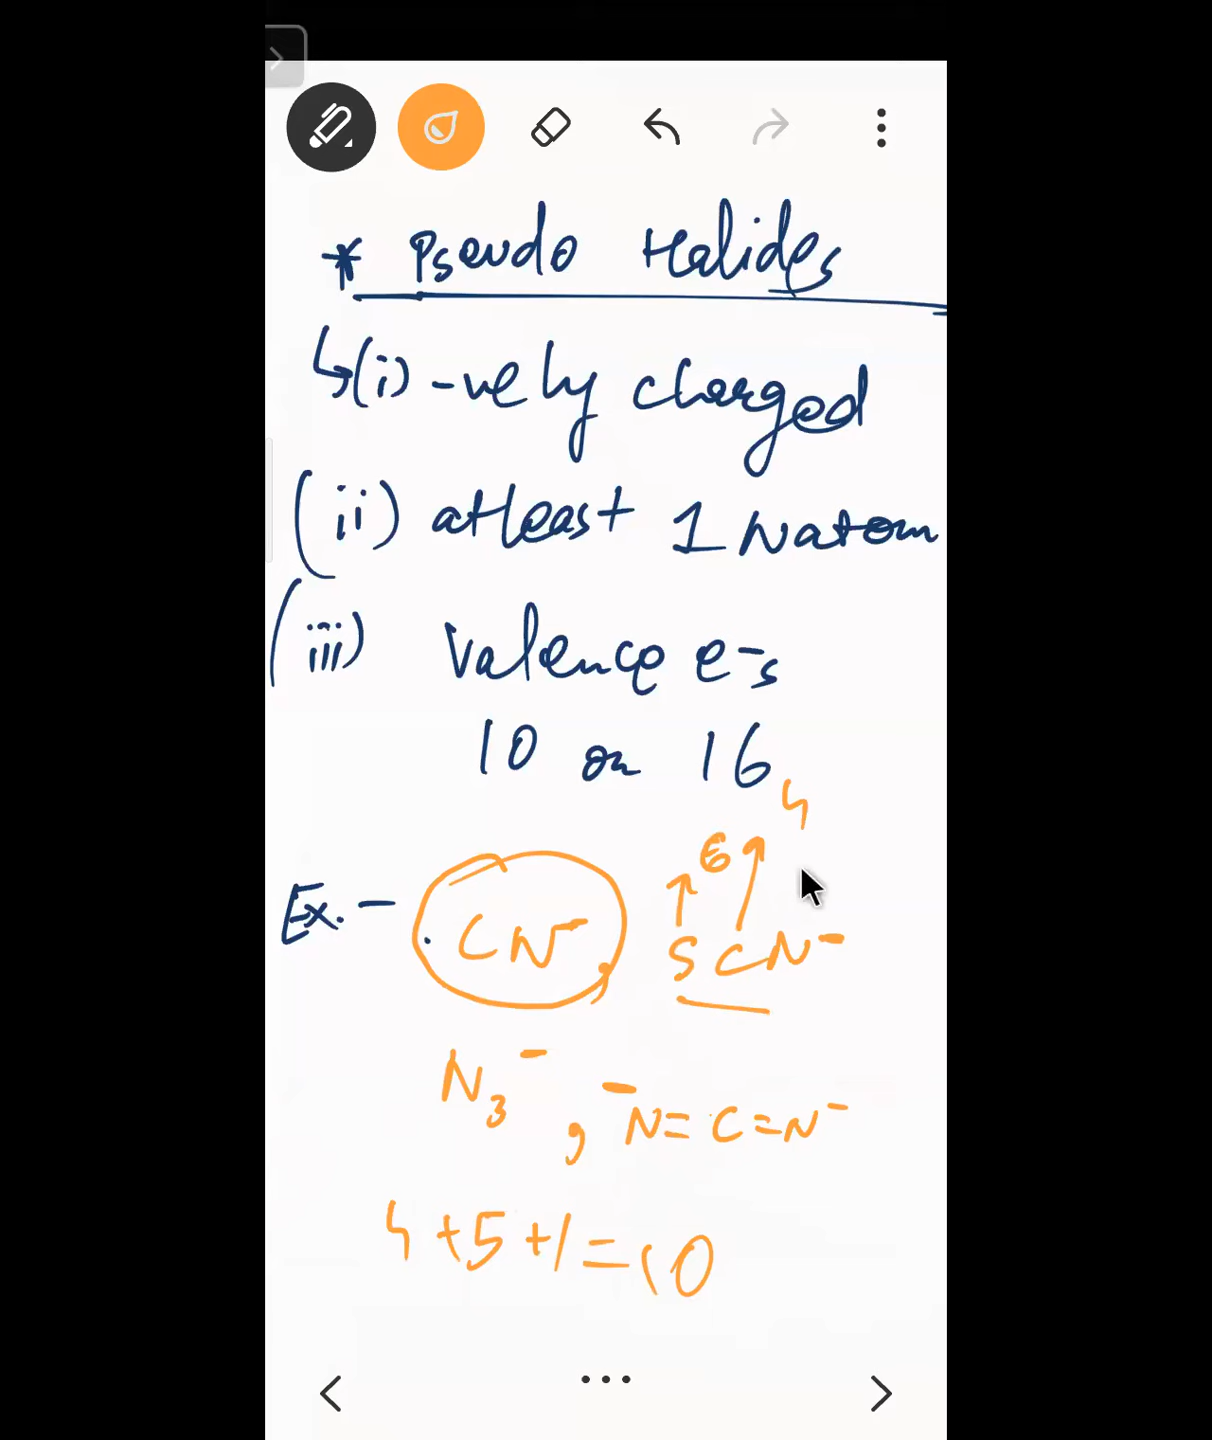 * Pseudo Halides
↳(i) -vely charged
(ii) atleast 1 N atom
(iii) Valence e-s
10 or 16
4
6
Ex. - CN⁻, SCN⁻
N₃⁻, ⁻N=C=N⁻
4+5+1=10